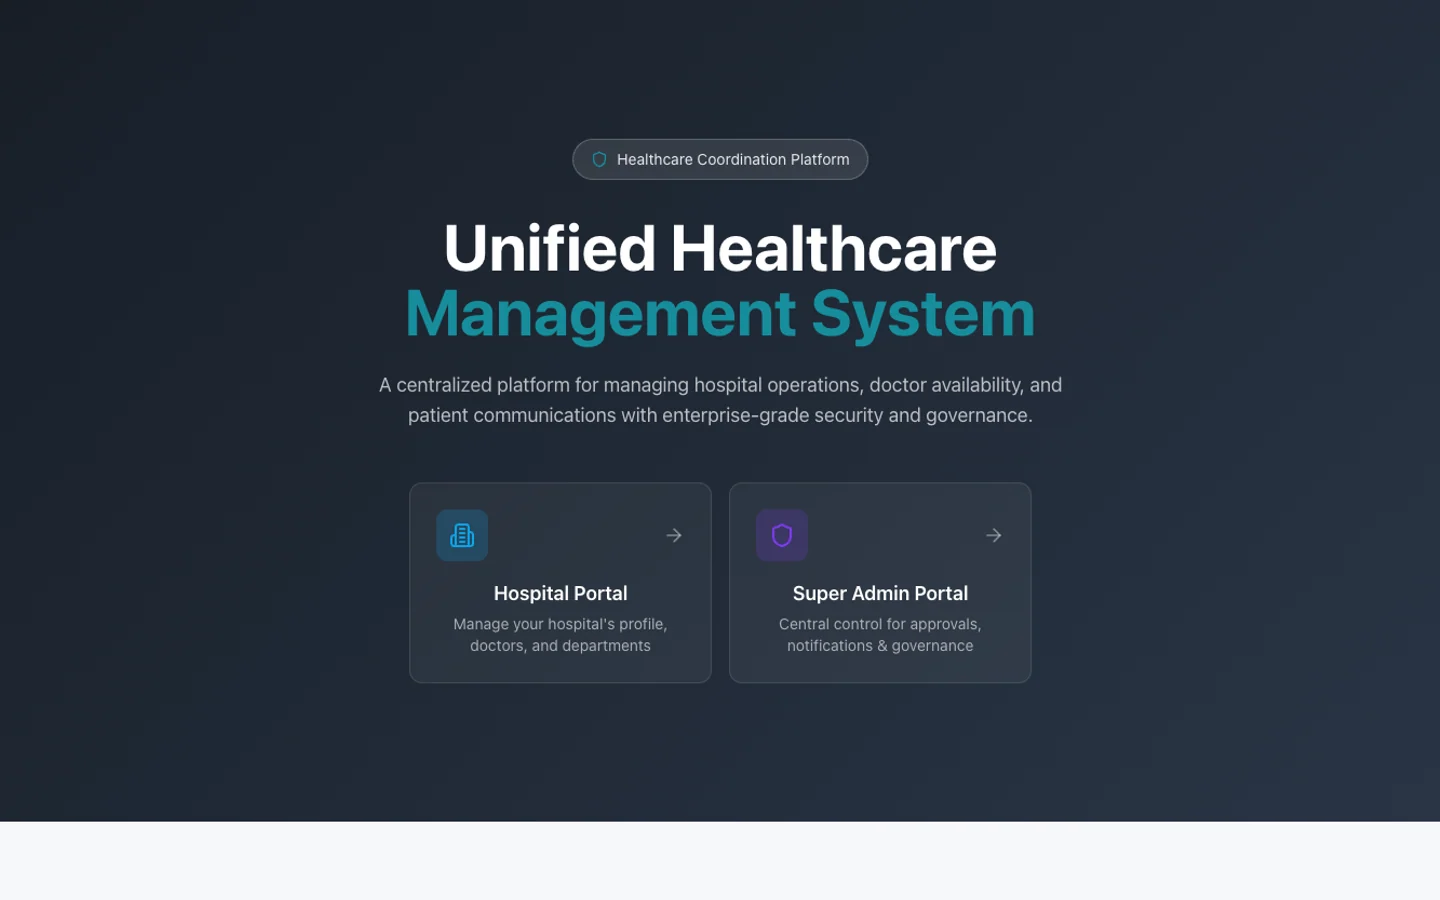 Healthcare Coordination Platform
Unified Healthcare
Management System
A centralized platform for managing hospital operations, doctor availability, and
patient communications with enterprise-grade security and governance.
Hospital Portal
Manage your hospital's profile,
doctors, and departments
Super Admin Portal
Central control for approvals,
notifications & governance